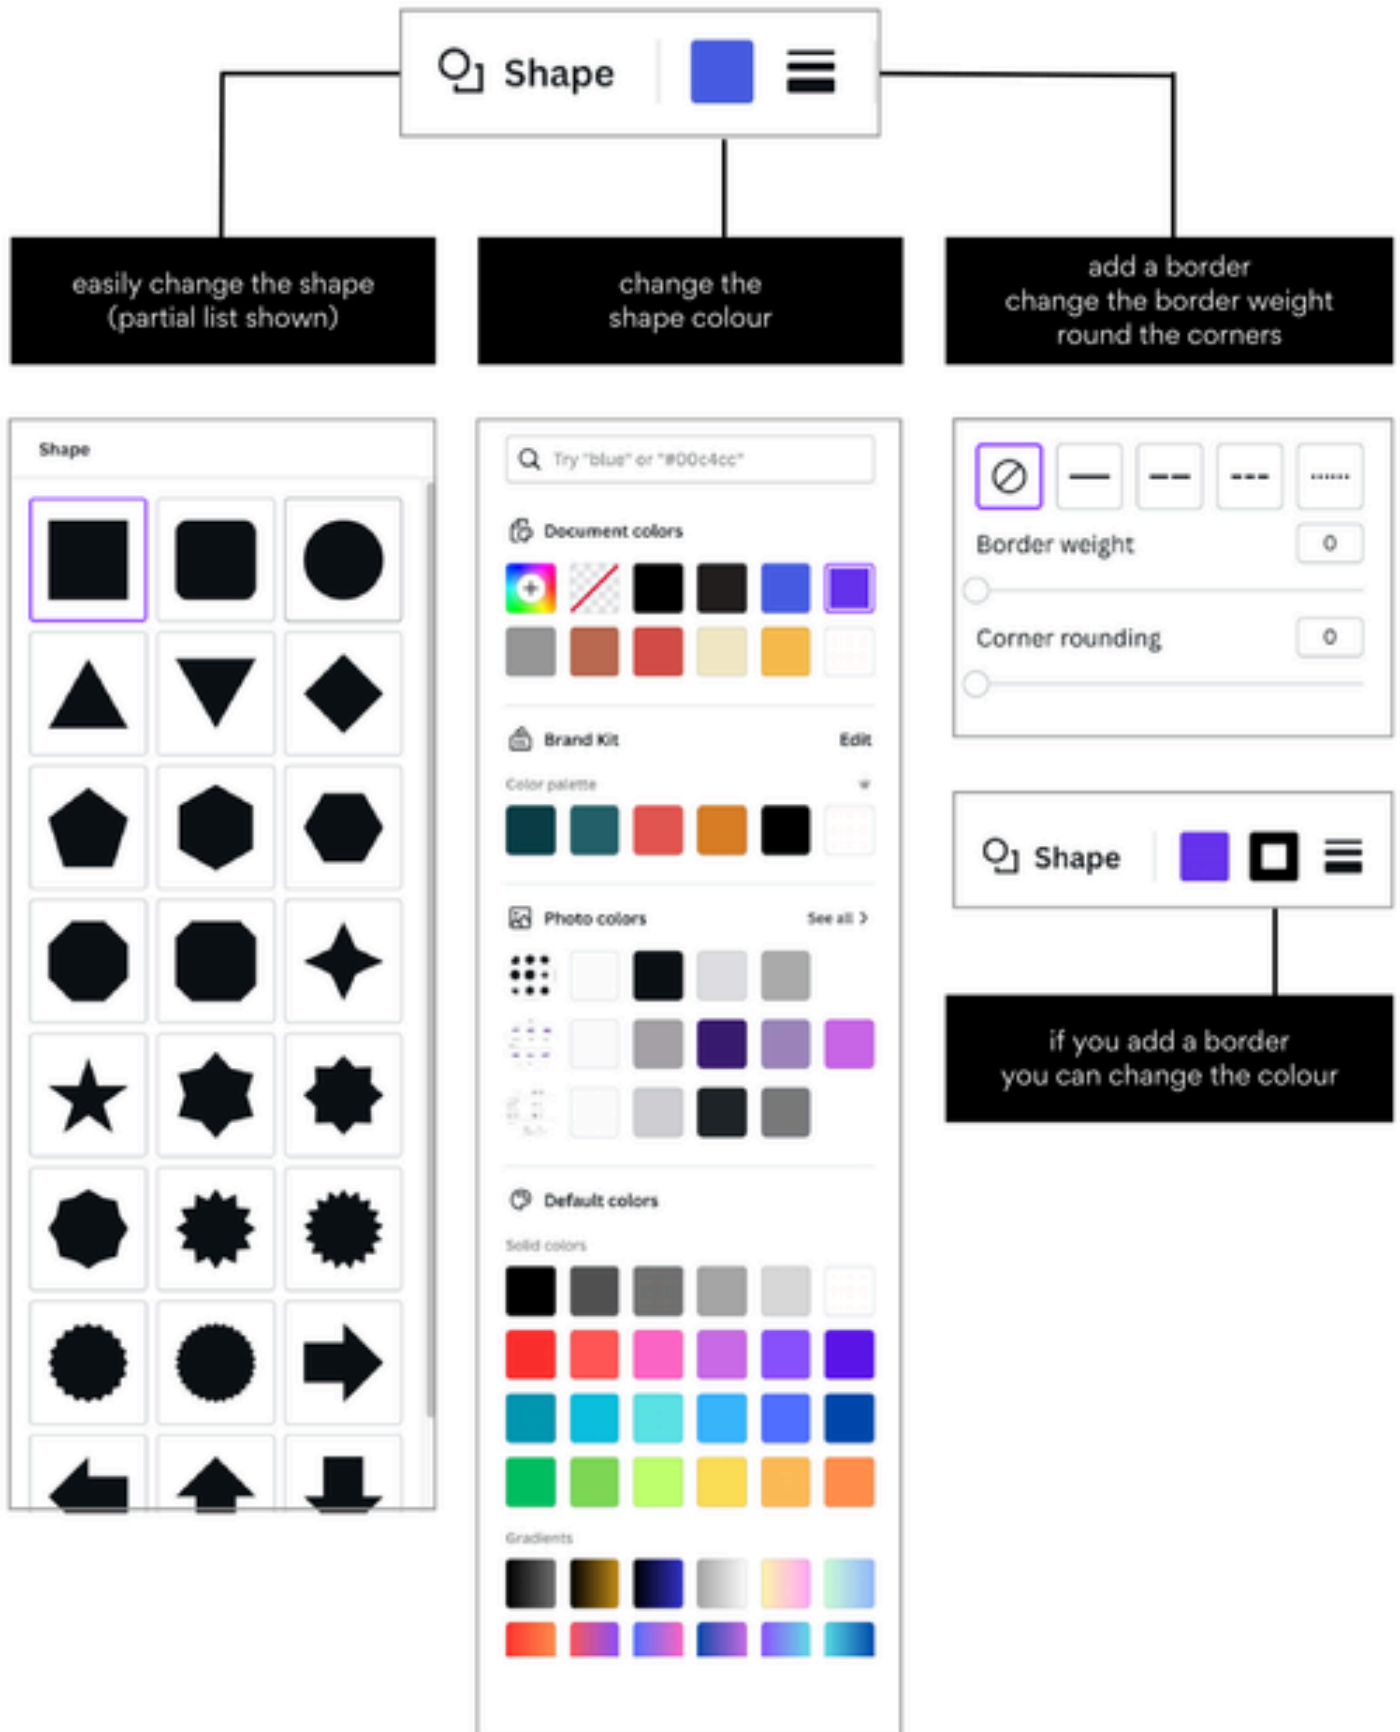 Shape
easily change the shape
(partial list shown)
change the
shape colour
add a border
change the border weight
round the corners
Shape
Try "blue" or "#00c4cc"
Document colors
Brand Kit
Edit
Color palette
Photo colors
See all
Default colors
Solid colors
Gradients
Border weight
0
Corner rounding
0
Shape
if you add a border
you can change the colour